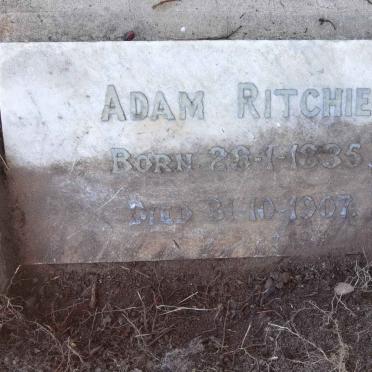 ADAM RITCHIE
BORN 28-1-1835,
DIED 31-10-1907.